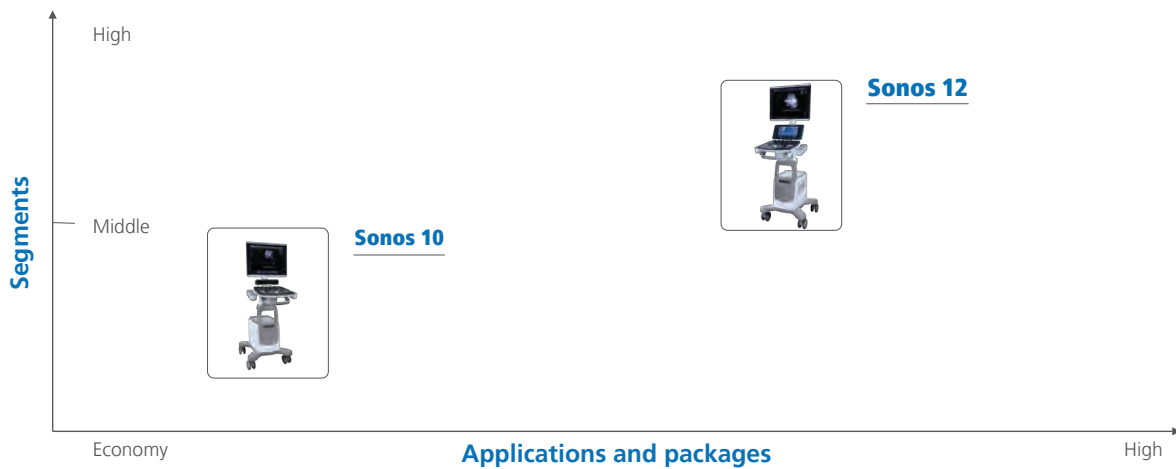 High
Sonos 12
Segments
Middle
Sonos 10
Economy
Applications and packages
High